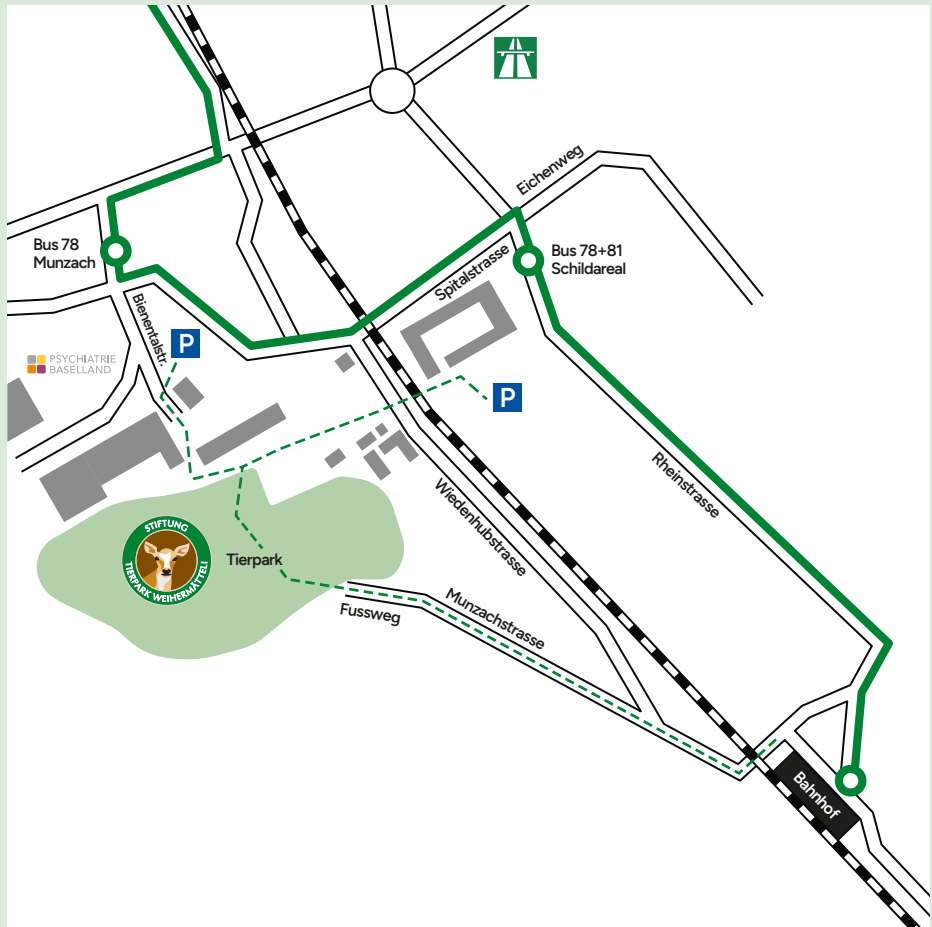 Eichenweg
Bus 78
Munzach
Bus 78+81
Schildareal
Spitalstrasse
Bienentalstr.
P
PSYCHIATRIE
BASELLAND
P
Rheinstrasse
Wiedenhubstrasse
STIFTUNG
TIERPARK WEIHERMÄTTELI
Tierpark
Fussweg
Munzachstrasse
Bahnhof